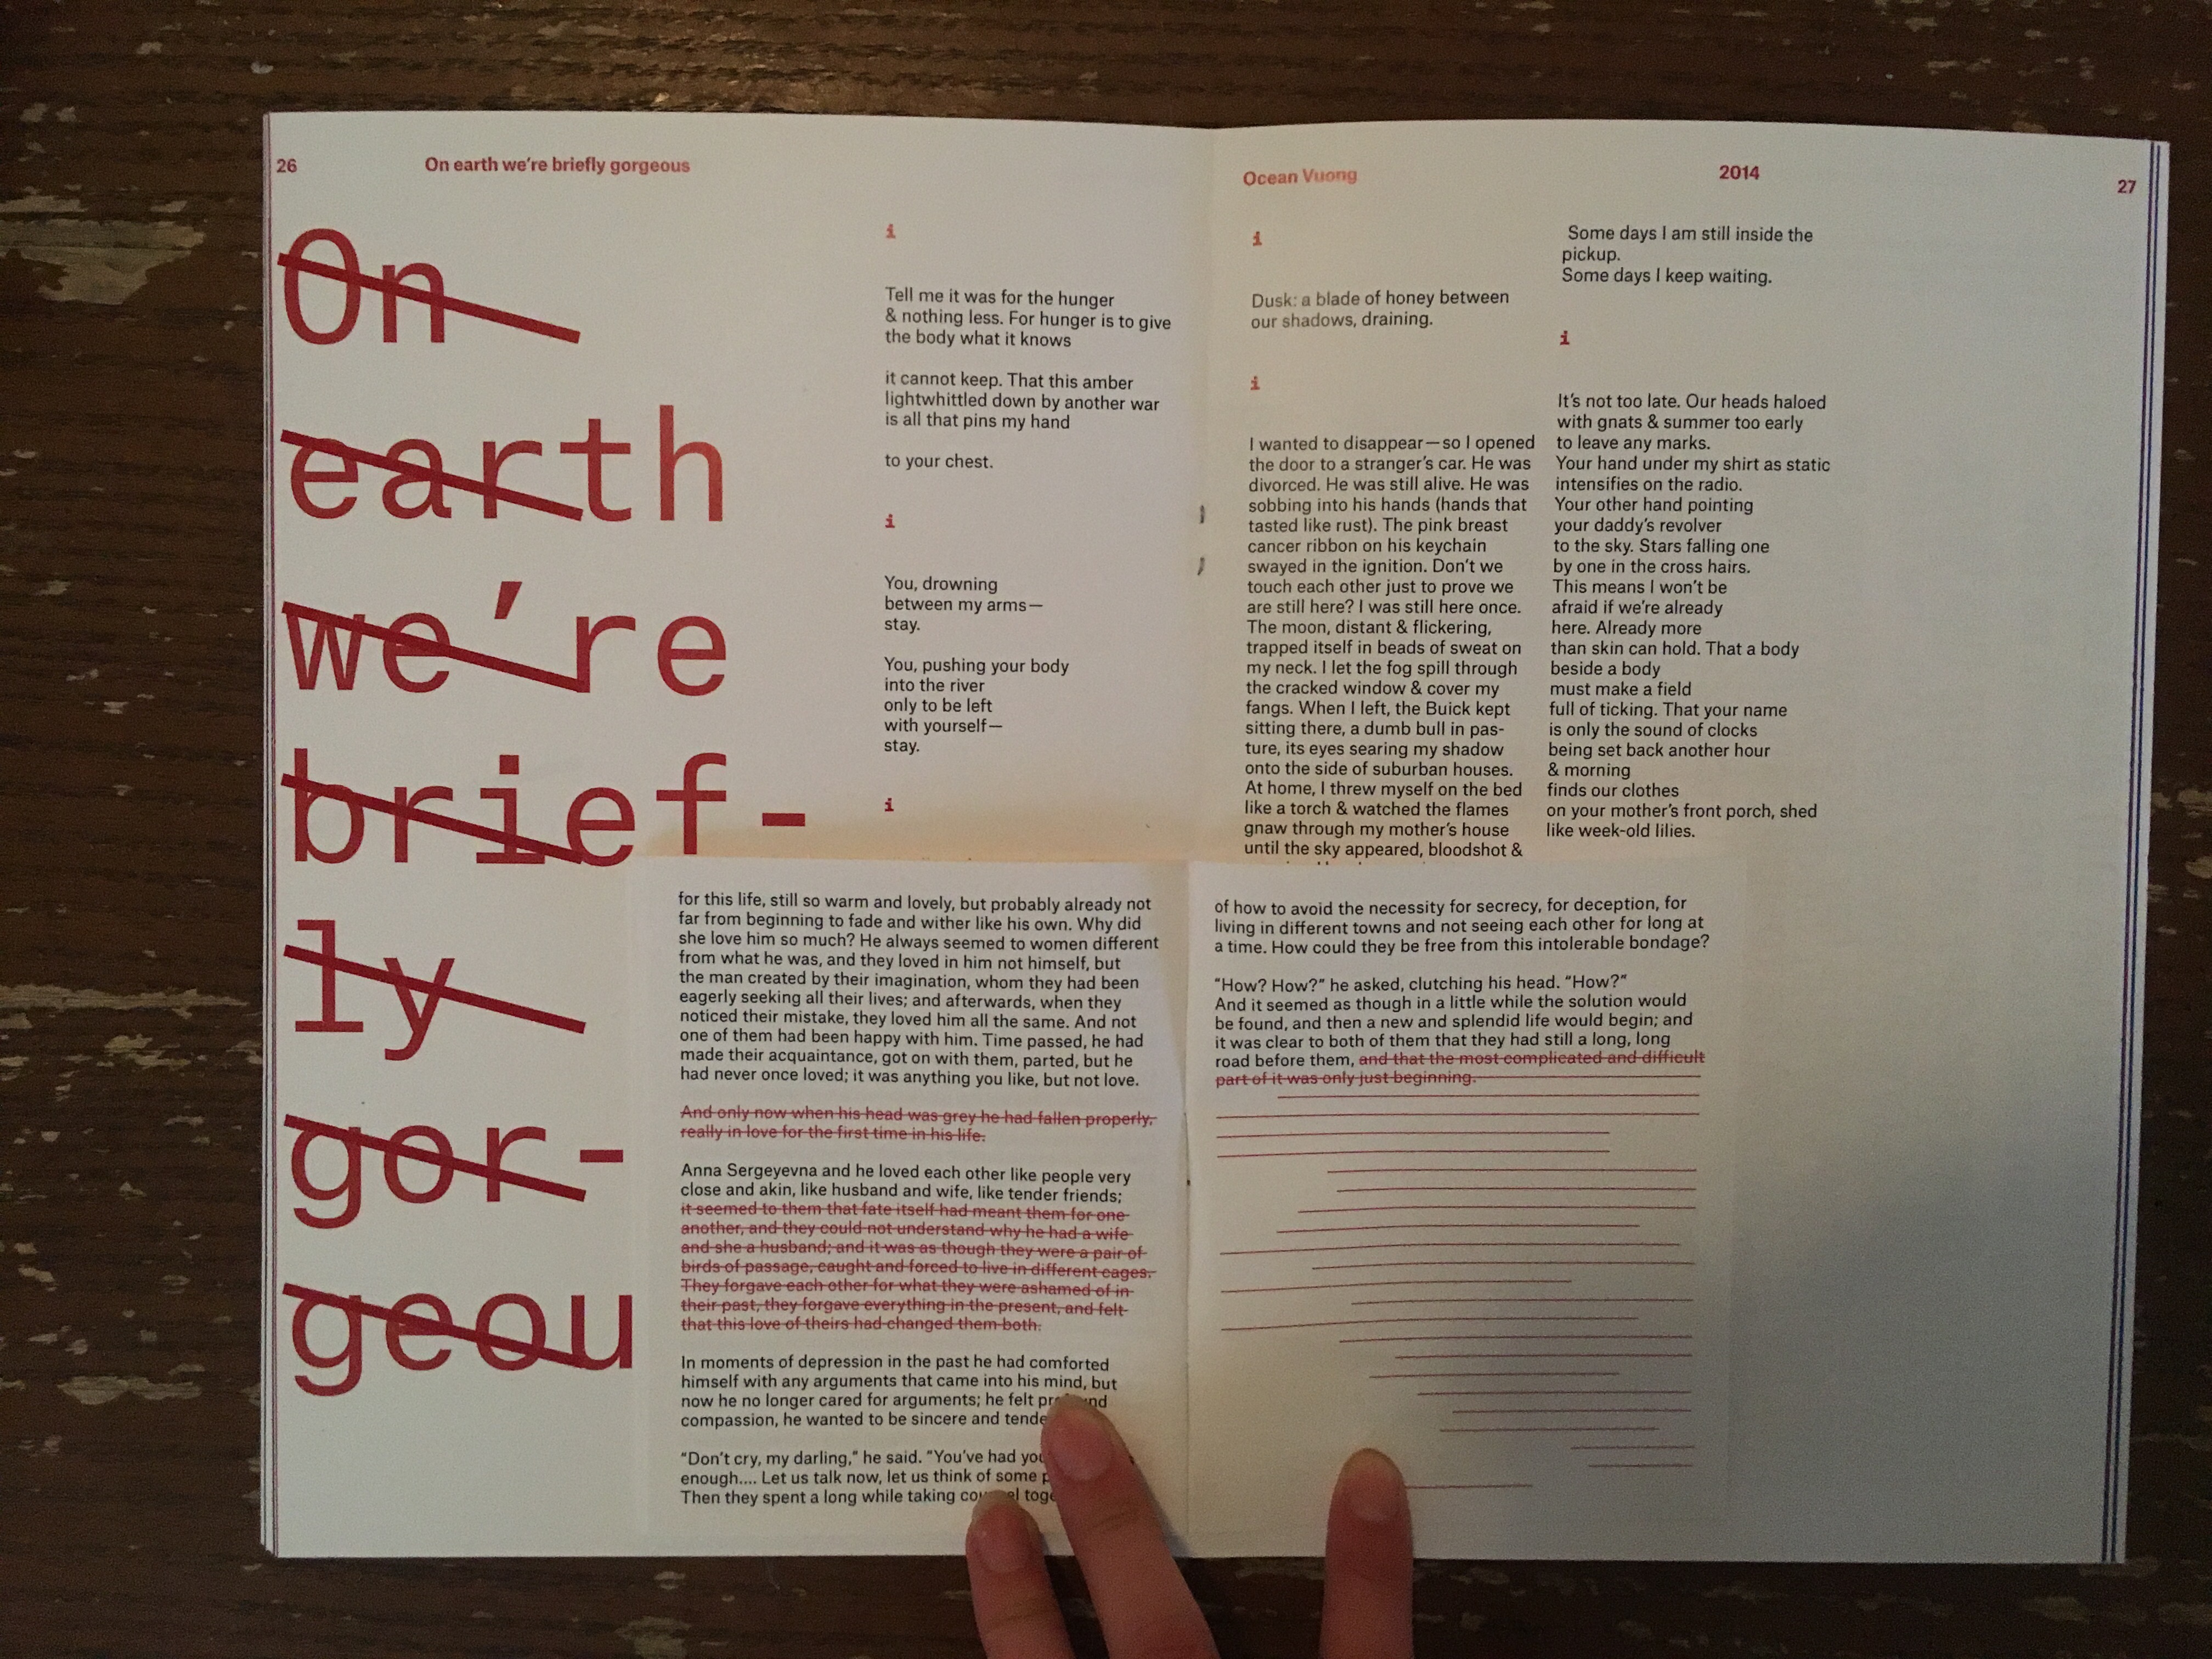 26
On earth we're briefly gorgeous
On
earth
we're
brief-
ly
gor-
geou
i
Tell me it was for the hunger
& nothing less. For hunger is to give
the body what it knows
it cannot keep. That this amber
lightwhittled down by another war
is all that pins my hand
to your chest.
i
You, drowning
between my arms—
stay.
You, pushing your body
into the river
only to be left
with yourself—
stay.
i
Ocean Vuong
2014
27
i
Dusk: a blade of honey between
our shadows, draining.
i
I wanted to disappear—so I opened
the door to a stranger's car. He was
divorced. He was still alive. He was
sobbing into his hands (hands that
tasted like rust). The pink breast
cancer ribbon on his keychain
swayed in the ignition. Don't we
touch each other just to prove we
are still here? I was still here once.
The moon, distant & flickering,
trapped itself in beads of sweat on
my neck. I let the fog spill through
the cracked window & cover my
fangs. When I left, the Buick kept
sitting there, a dumb bull in pas-
ture, its eyes searing my shadow
onto the side of suburban houses.
At home, I threw myself on the bed
like a torch & watched the flames
gnaw through my mother's house
until the sky appeared, bloodshot &
Some days I am still inside the
pickup.
Some days I keep waiting.
i
It's not too late. Our heads haloed
with gnats & summer too early
to leave any marks.
Your hand under my shirt as static
intensifies on the radio.
Your other hand pointing
your daddy's revolver
to the sky. Stars falling one
by one in the cross hairs.
This means I won't be
afraid if we're already
here. Already more
than skin can hold. That a body
beside a body
must make a field
full of ticking. That your name
is only the sound of clocks
being set back another hour
& morning
finds our clothes
on your mother's front porch, shed
like week-old lilies.
for this life, still so warm and lovely, but probably already not
far from beginning to fade and wither like his own. Why did
she love him so much? He always seemed to women different
from what he was, and they loved in him not himself, but
the man created by their imagination, whom they had been
eagerly seeking all their lives; and afterwards, when they
noticed their mistake, they loved him all the same. And not
one of them had been happy with him. Time passed, he had
made their acquaintance, got on with them, parted, but he
had never once loved; it was anything you like, but not love.
And only now when his head was grey he had fallen properly,
really in love for the first time in his life.
Anna Sergeyevna and he loved each other like people very
close and akin, like husband and wife, like tender friends;
it seemed to them that fate itself had meant them for one
another, and they could not understand why he had a wife
and she a husband; and it was as though they were a pair of
birds of passage, caught and forced to live in different cages.
They forgave each other for what they were ashamed of in
their past, they forgave everything in the present, and felt
that this love of theirs had changed them both.
In moments of depression in the past he had comforted
himself with any arguments that came into his mind, but
now he no longer cared for arguments; he felt
compassion, he wanted to be sincere and
"Don't cry, my darling," he said. "You've had
enough.... Let us talk now, let us think of some
Then they spent a long while taking
of how to avoid the necessity for secrecy, for deception, for
living in different towns and not seeing each other for long at
a time. How could they be free from this intolerable bondage?
"How? How?" he asked, clutching his head. "How?"
And it seemed as though in a little while the solution would
be found, and then a new and splendid life would begin; and
it was clear to both of them that they had still a long, long
road before them, and that the most complicated and difficult
part of it was only just beginning.